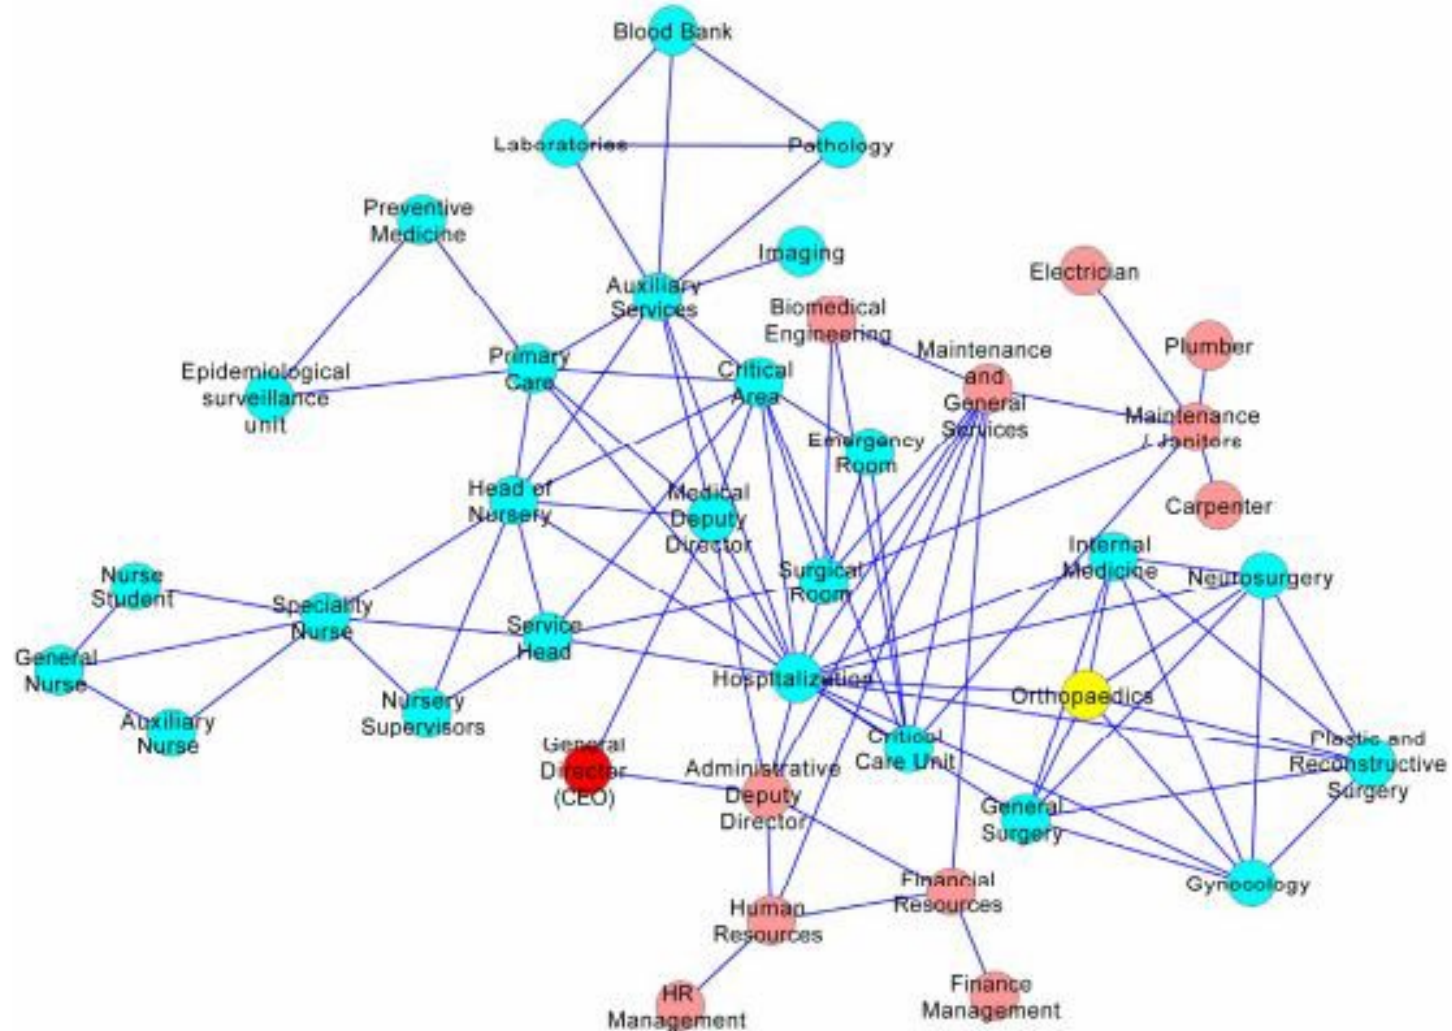 Blood Bank
Laboratories
Pathology
Preventive
Medicine
Imaging
Electrician
Auxiliary
Services
Biomedical
Engineering
Maintenance
and
General
Services
Plumber
Primary
Care
Critical
Area
Epidemiological
surveillance
unit
Maintenance
/ Janitors
Emergency
Room
Head of
Nursery
Medical
Deputy
Director
Carpenter
Internal
Medicine
Neurosurgery
Nurse
Student
Speciality
Nurse
Surgical
Room
Service
Head
General
Nurse
Hospitalization
Orthopaedics
Nursery
Supervisors
Auxiliary
Nurse
General
Director
(CEO)
Administrative
Deputy
Director
Critical
Care Unit
Plastic and
Reconstructive
Surgery
General
Surgery
Gynocology
Financial
Resources
Human
Resources
HR
Management
Finance
Management